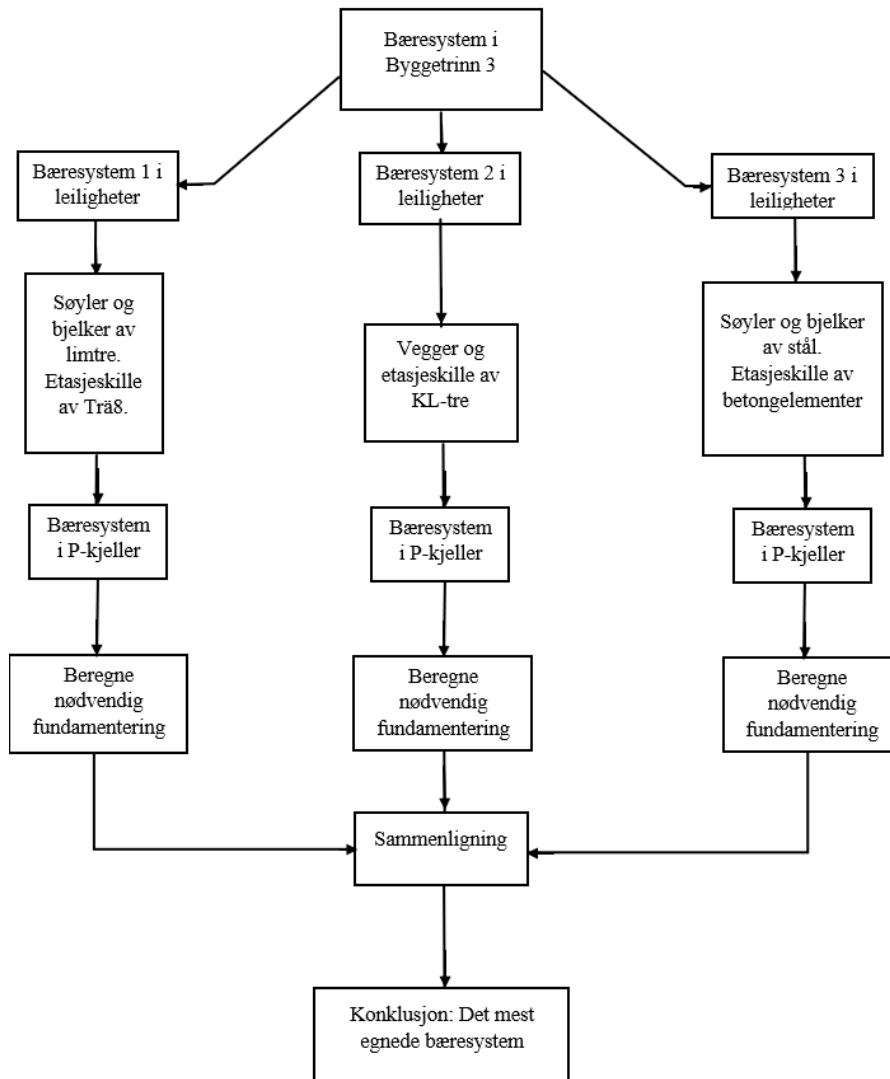 Bæresystem i
Byggetrinn 3
Bæresystem 1 i
leiligheter
Bæresystem 2 i
leiligheter
Bæresystem 3 i
leiligheter
Søyler og
bjelker av
limtre.
Etasjeskille
av Trä8.
Vegger og
etasjeskille av
KL-tre
Søyler og bjelker
av stål.
Etasjeskille av
betongelementer
Bæresystem
i P-kjeller
Bæresystem
i P-kjeller
Bæresystem
i P-kjeller
Beregne
nødvendig
fundamentering
Beregne
nødvendig
fundamentering
Beregne
nødvendig
fundamentering
Sammenligning
Konklusjon: Det mest
egnede bæresystem